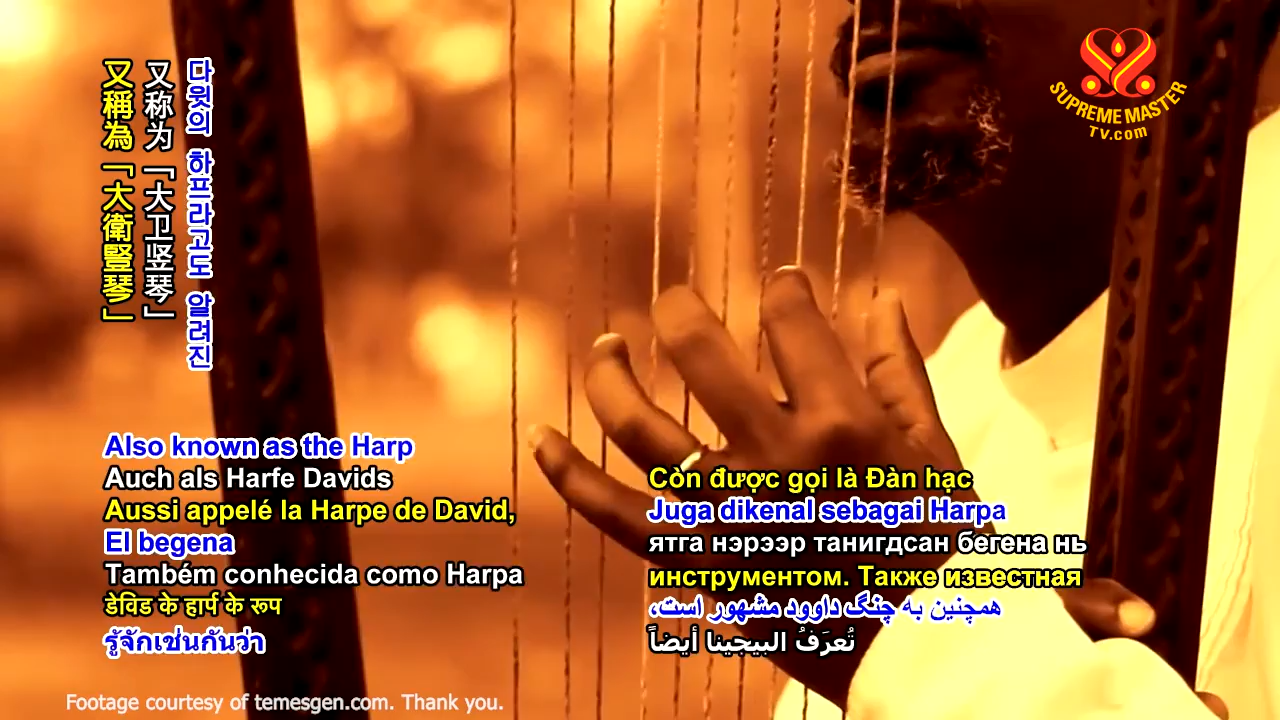 又稱為「大衛豎琴」
又称为「大卫竖琴」
다윗의 하프라고도 알려진
SUPREME MASTER
TV.com
Also known as the Harp
Auch als Harfe Davids
Aussi appelé la Harpe de David,
El begena
Também conhecida como Harpa
डेविड के हार्प के रूप
รู้จักเช่นกันว่า
Còn được gọi là Đàn hạc
Juga dikenal sebagai Harpa
ятга нэрээр танигдсан бегена нь
инструментом. Также известная
همچنین به چنگ داوود مشهور است،
تُعرَفُ البيجينا أيضاً
Footage courtesy of temesgen.com. Thank you.